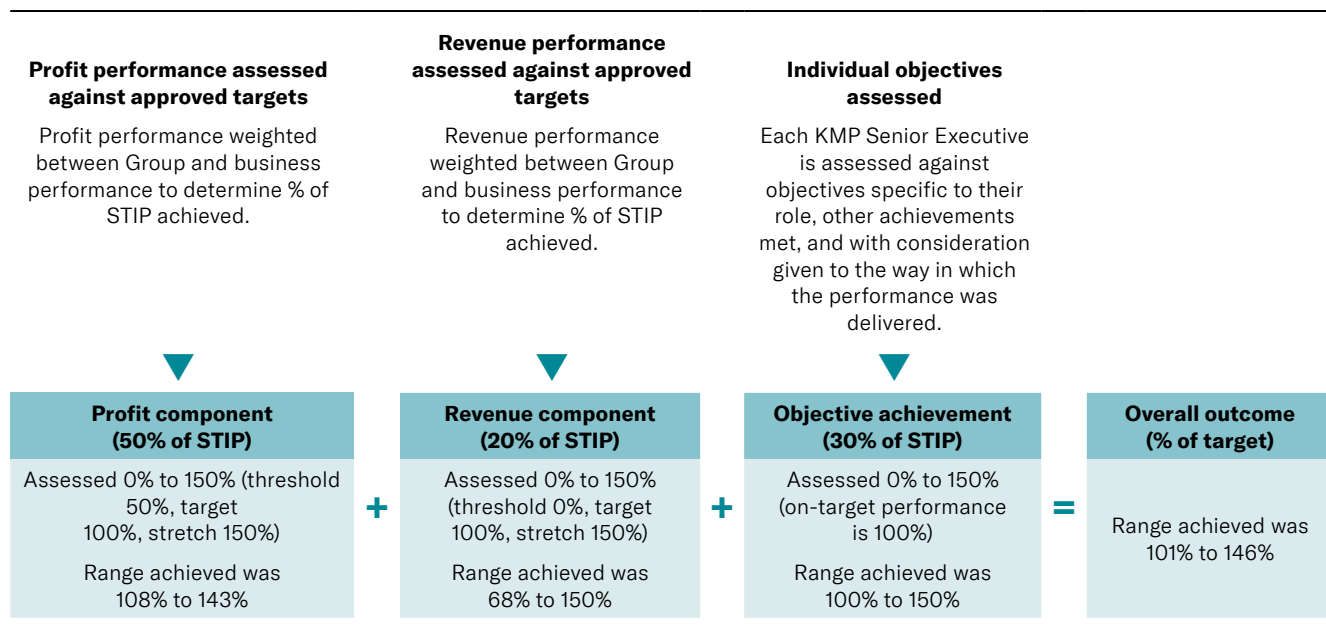 Profit performance assessed
against approved targets
Profit performance weighted
between Group and business
performance to determine % of
STIP achieved.
Revenue performance
assessed against approved
targets
Revenue performance
weighted between Group
and business performance
to determine % of STIP
achieved.
Individual objectives
assessed
Each KMP Senior Executive
is assessed against
objectives specific to their
role, other achievements
met, and with consideration
given to the way in which
the performance was
delivered.
Profit component
(50% of STIP)
Assessed 0% to 150% (threshold
50%, target
100%, stretch 150%)
Range achieved was
108% to 143%
+
Revenue component
(20% of STIP)
Assessed 0% to 150%
(threshold 0%, target
100%, stretch 150%)
Range achieved was
68% to 150%
+
Objective achievement
(30% of STIP)
Assessed 0% to 150%
(on-target performance
is 100%)
Range achieved was
100% to 150%
=
Overall outcome
(% of target)
Range achieved was
101% to 146%